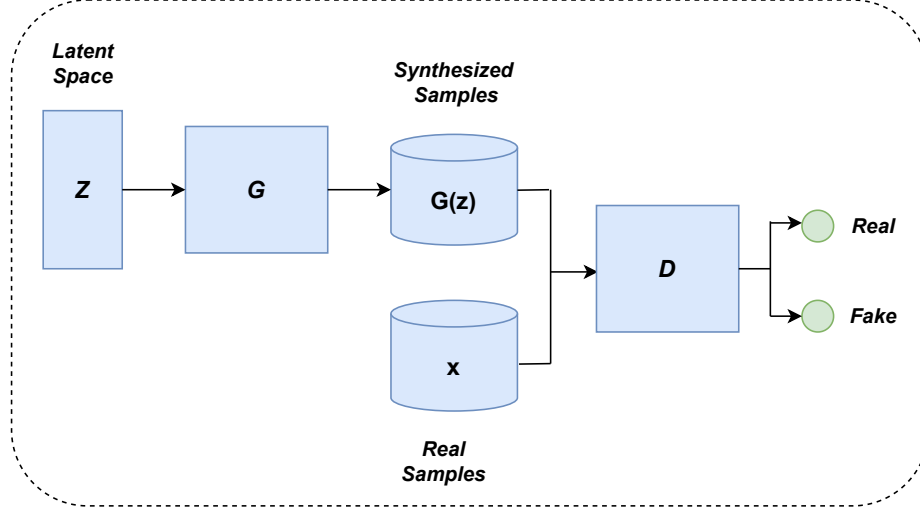 Latent
Space
Z
G
Synthesized
Samples
G(z)
x
Real
Samples
D
Real
Fake